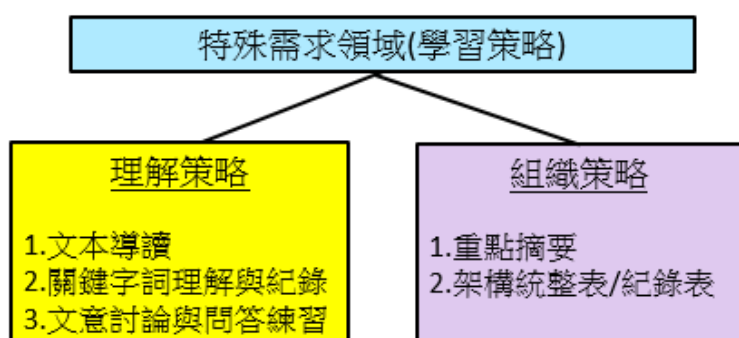 特殊需求領域(學習策略)
理解策略
1.文本導讀
2.關鍵字詞理解與紀錄
3.文意討論與問答練習
組織策略
1.重點摘要
2.架構統整表/紀錄表